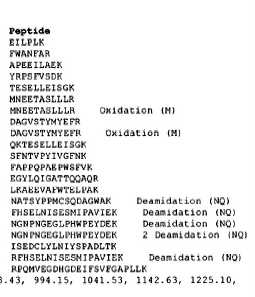 Peptide
EILPLK
FWANFAR
APEEILAEK
YRPSFVSDK
TESELLEISGK
MNEETASLLLR
MNEETASLLLR Oxidation (M)
DAGVSTYMYEFR
DAGVSTYMYEFR Oxidation (M)
QKTESELLEISGK
SFNTVPYIVGFNK
FAPPQPAEPWSFVK
EGYLQIGATTQQAQR
LKAEEVAFWTELPAK
NATSYPPMCSQDAGWAK Deamidation (NQ)
FHSELNISESMIPAVIEK Deamidation (NQ)
NGNPNGEGLPHWPEYDEK Deamidation (NQ)
NGNPNGEGLPHWPEYDEK 2 Deamidation (NQ)
ISEDCLYLNIYSPADLTK
RFHSELNISESMIPAVIEK Deamidation (NQ)
RPQMVEGDHGDEIFSVFGAPLLK
8.43, 994.15, 1041.53, 1142.63, 1225.10,